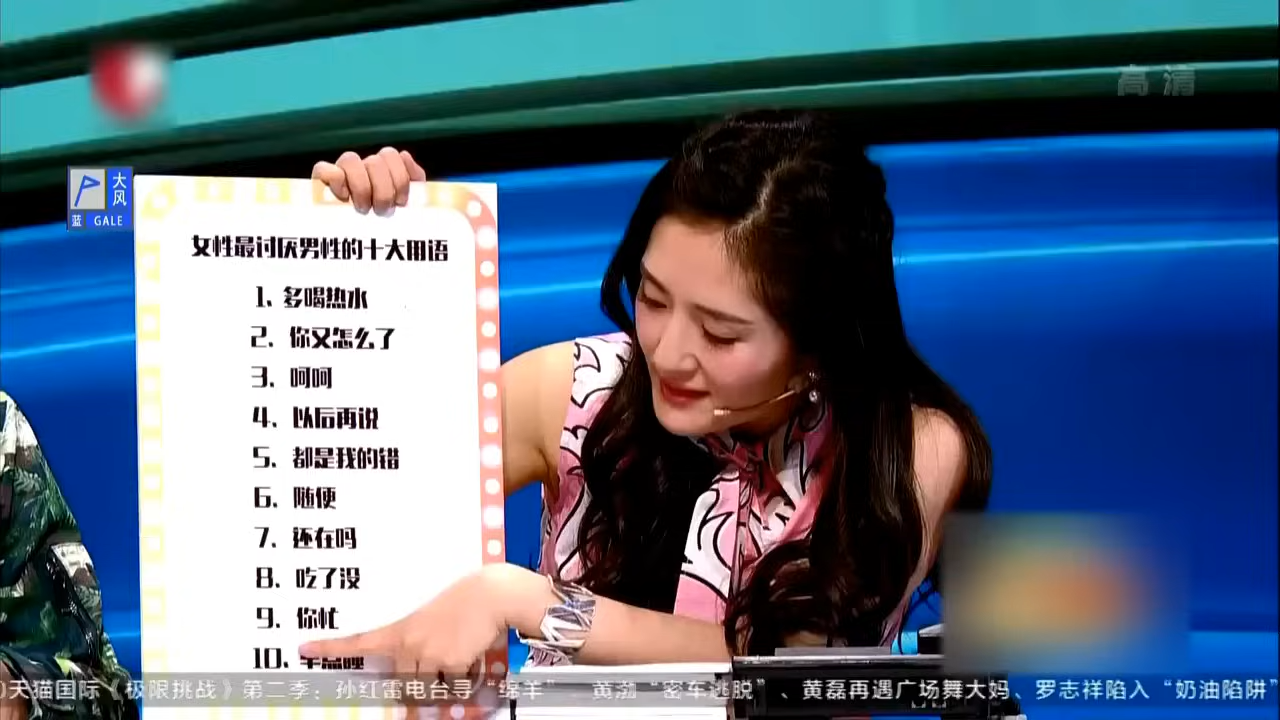 高清
大风
蓝 GALE
女性最讨厌男性的十大用语
1、多喝热水
2、你又怎么了
3、呵呵
4、以后再说
5、都是我的错
6、随便
7、还在吗
8、吃了没
9、你忙
10、
天猫国际《极限挑战》第二季：孙红雷电台寻“绵羊” 黄渤“密车逃脱”、黄磊再遇广场舞大妈、罗志祥陷入“奶油陷阱”